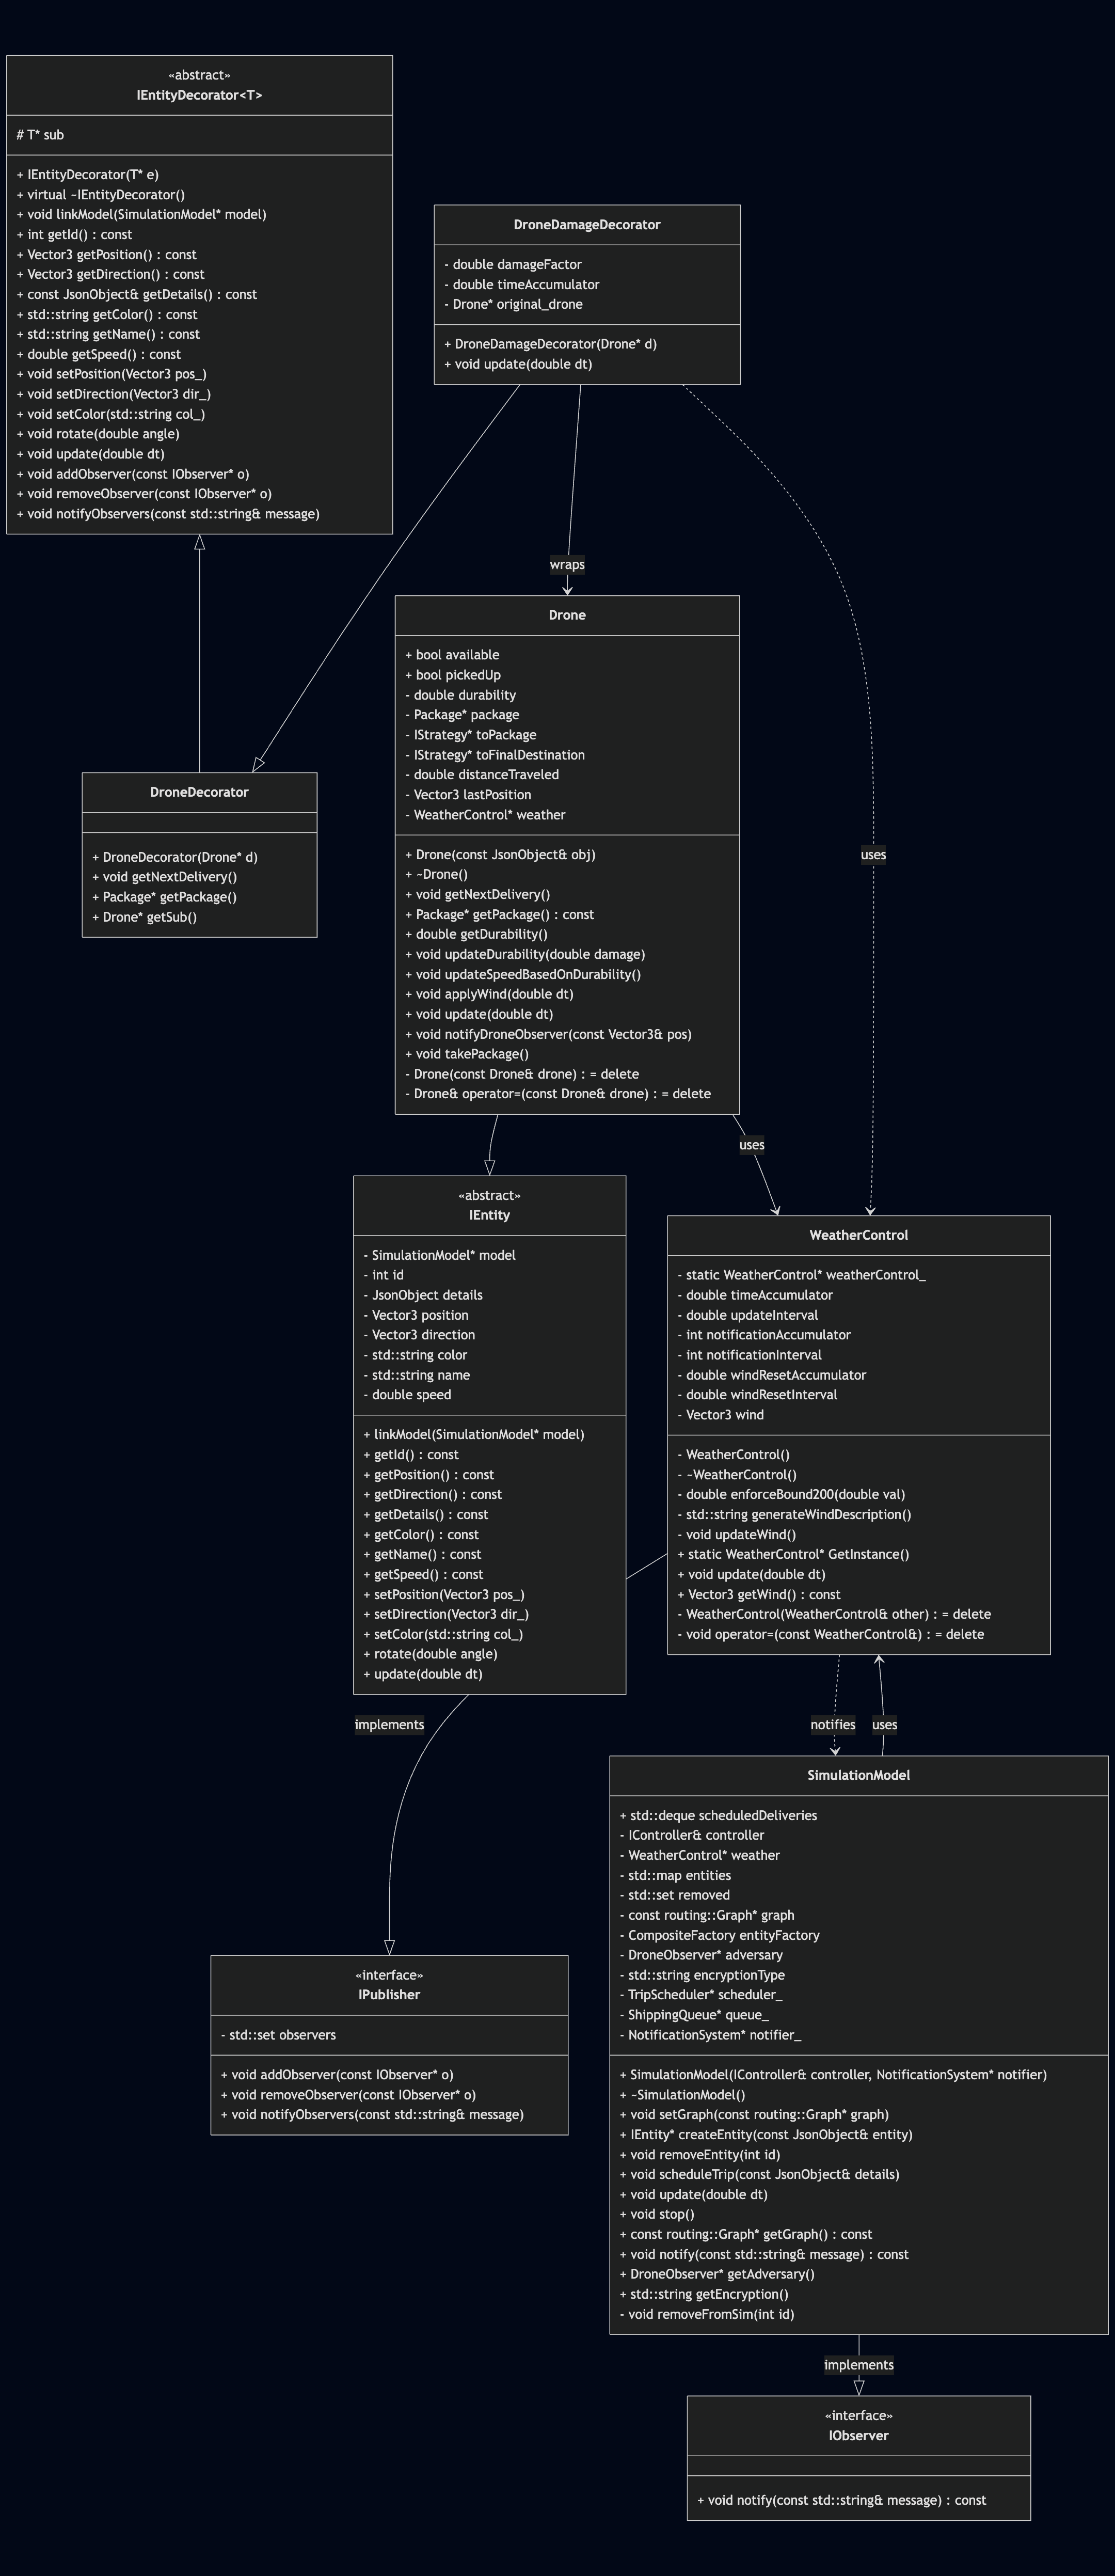 «abstract»
IEntityDecorator<T>
# T* sub
+ IEntityDecorator(T* e)
+ virtual ~IEntityDecorator()
+ void linkModel(SimulationModel* model)
+ int getId() : const
+ Vector3 getPosition() : const
+ Vector3 getDirection() : const
+ const JsonObject& getDetails() : const
+ std::string getColor() : const
+ std::string getName() : const
+ double getSpeed() : const
+ void setPosition(Vector3 pos_)
+ void setDirection(Vector3 dir_)
+ void setColor(std::string col_)
+ void rotate(double angle)
+ void update(double dt)
+ void addObserver(const IObserver* o)
+ void removeObserver(const IObserver* o)
+ void notifyObservers(const std::string& message)
DroneDamageDecorator
- double damageFactor
- double timeAccumulator
- Drone* original_drone
+ DroneDamageDecorator(Drone* d)
+ void update(double dt)
wraps
Drone
+ bool available
+ bool pickedUp
- double durability
- Package* package
- IStrategy* toPackage
- IStrategy* toFinalDestination
- double distanceTraveled
- Vector3 lastPosition
- WeatherControl* weather
+ Drone(const JsonObject& obj)
+ ~Drone()
+ void getNextDelivery()
+ Package* getPackage() : const
+ double getDurability()
+ void updateDurability(double damage)
+ void updateSpeedBasedOnDurability()
+ void applyWind(double dt)
+ void update(double dt)
+ void notifyDroneObserver(const Vector3& pos)
+ void takePackage()
- Drone(const Drone& drone) : = delete
- Drone& operator=(const Drone& drone) : = delete
DroneDecorator
+ DroneDecorator(Drone* d)
+ void getNextDelivery()
+ Package* getPackage()
+ Drone* getSub()
uses
uses
«abstract»
IEntity
- SimulationModel* model
- int id
- JsonObject details
- Vector3 position
- Vector3 direction
- std::string color
- std::string name
- double speed
+ linkModel(SimulationModel* model)
+ getId() : const
+ getPosition() : const
+ getDirection() : const
+ getDetails() : const
+ getColor() : const
+ getName() : const
+ getSpeed() : const
+ setPosition(Vector3 pos_)
+ setDirection(Vector3 dir_)
+ setColor(std::string col_)
+ rotate(double angle)
+ update(double dt)
WeatherControl
- static WeatherControl* weatherControl_
- double timeAccumulator
- double updateInterval
- int notificationAccumulator
- int notificationInterval
- double windResetAccumulator
- double windResetInterval
- Vector3 wind
- WeatherControl()
- ~WeatherControl()
- double enforceBound200(double val)
- std::string generateWindDescription()
- void updateWind()
+ static WeatherControl* GetInstance()
+ void update(double dt)
+ Vector3 getWind() : const
- WeatherControl(WeatherControl& other) : = delete
- void operator=(const WeatherControl&) : = delete
implements
notifies
uses
SimulationModel
+ std::deque scheduledDeliveries
- IController& controller
- WeatherControl* weather
- std::map entities
- std::set removed
- const routing::Graph* graph
- CompositeFactory entityFactory
- DroneObserver* adversary
- std::string encryptionType
- TripScheduler* scheduler_
- ShippingQueue* queue_
- NotificationSystem* notifier_
+ SimulationModel(IController& controller, NotificationSystem* notifier)
+ ~SimulationModel()
+ void setGraph(const routing::Graph* graph)
+ IEntity* createEntity(const JsonObject& entity)
+ void removeEntity(int id)
+ void scheduleTrip(const JsonObject& details)
+ void update(double dt)
+ void stop()
+ const routing::Graph* getGraph() : const
+ void notify(const std::string& message) : const
+ DroneObserver* getAdversary()
+ std::string getEncryption()
- void removeFromSim(int id)
«interface»
IPublisher
- std::set observers
+ void addObserver(const IObserver* o)
+ void removeObserver(const IObserver* o)
+ void notifyObservers(const std::string& message)
implements
«interface»
IObserver
+ void notify(const std::string& message) : const